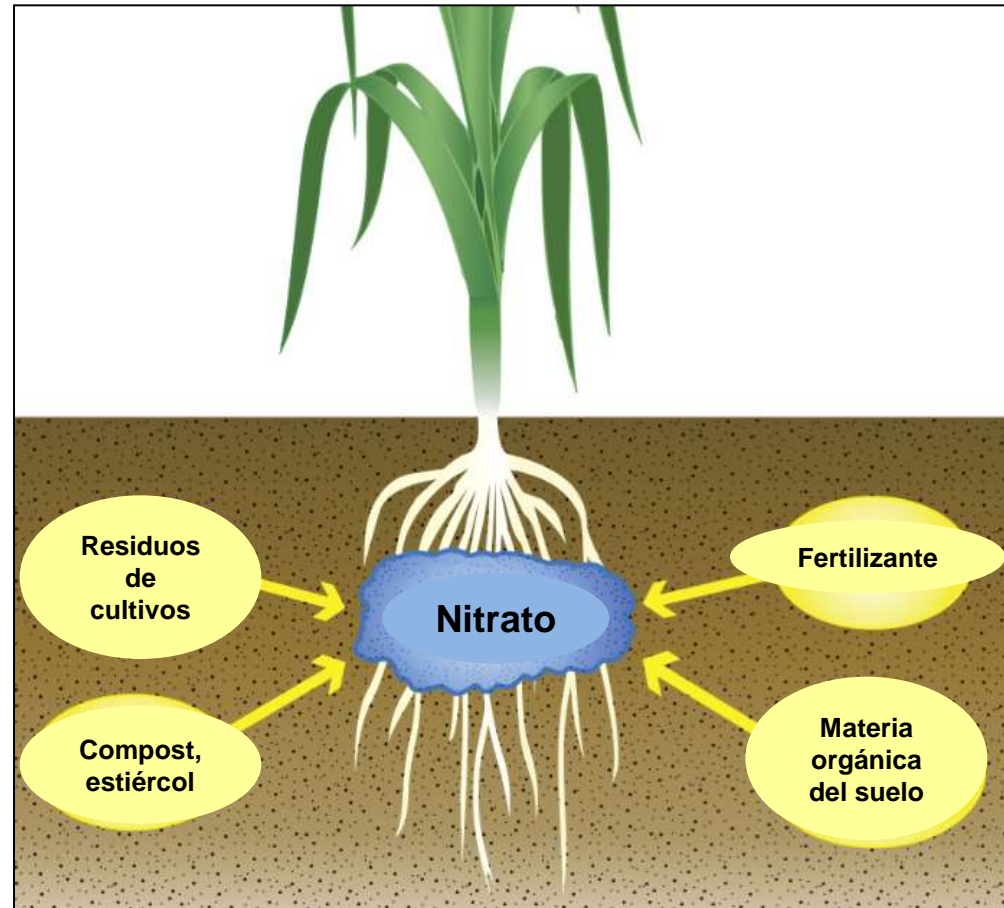 Residuos
de
cultivos
Fertilizante
Nitrato
Compost,
estiércol
Materia
orgánica
del suelo